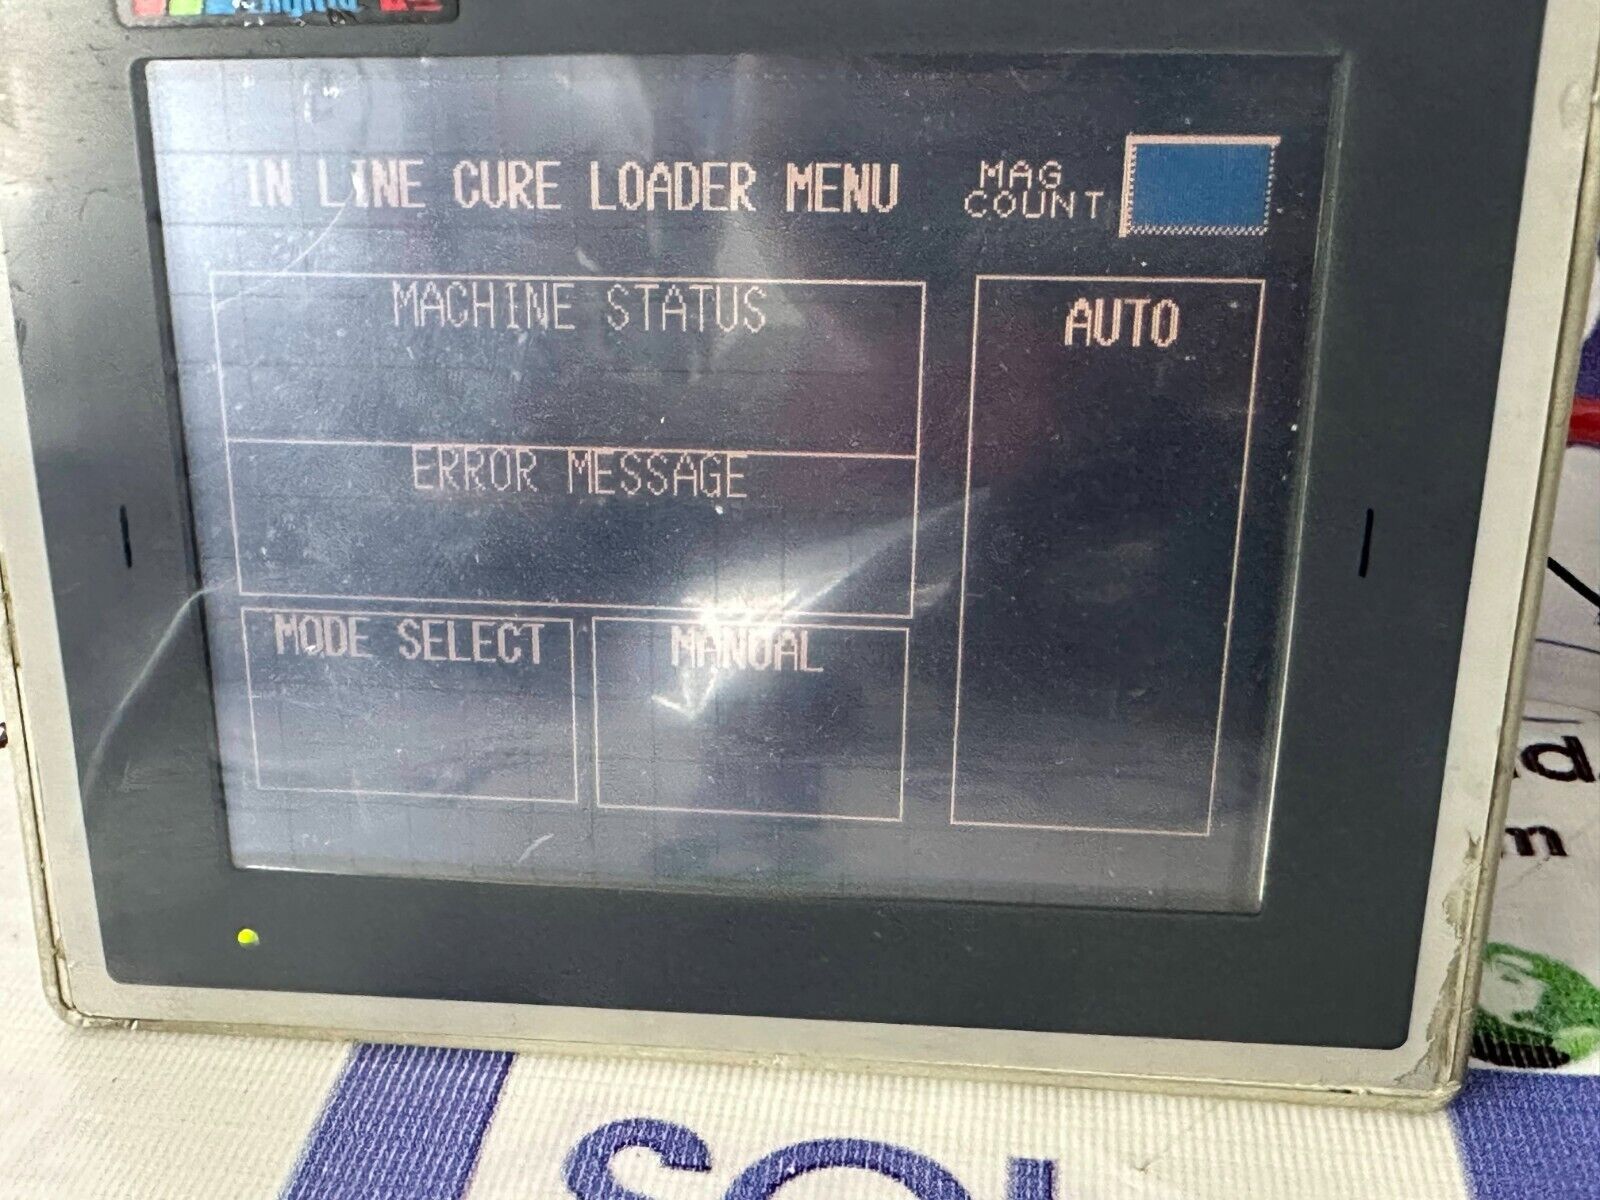 IN LINE CURE LOADER MENU
MAG
COUNT
MACHINE STATUS
AUTO
ERROR MESSAGE
MODE SELECT
MANUAL